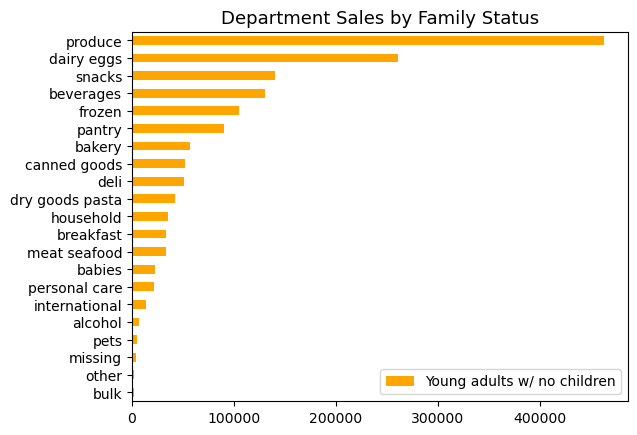 Department Sales by Family Status
produce
dairy eggs
snacks
beverages
frozen
pantry
bakery
canned goods
deli
dry goods pasta
household
breakfast
meat seafood
babies
personal care
international
alcohol
pets
missing
other
bulk
Young adults w/ no children
0 100000 200000 300000 400000